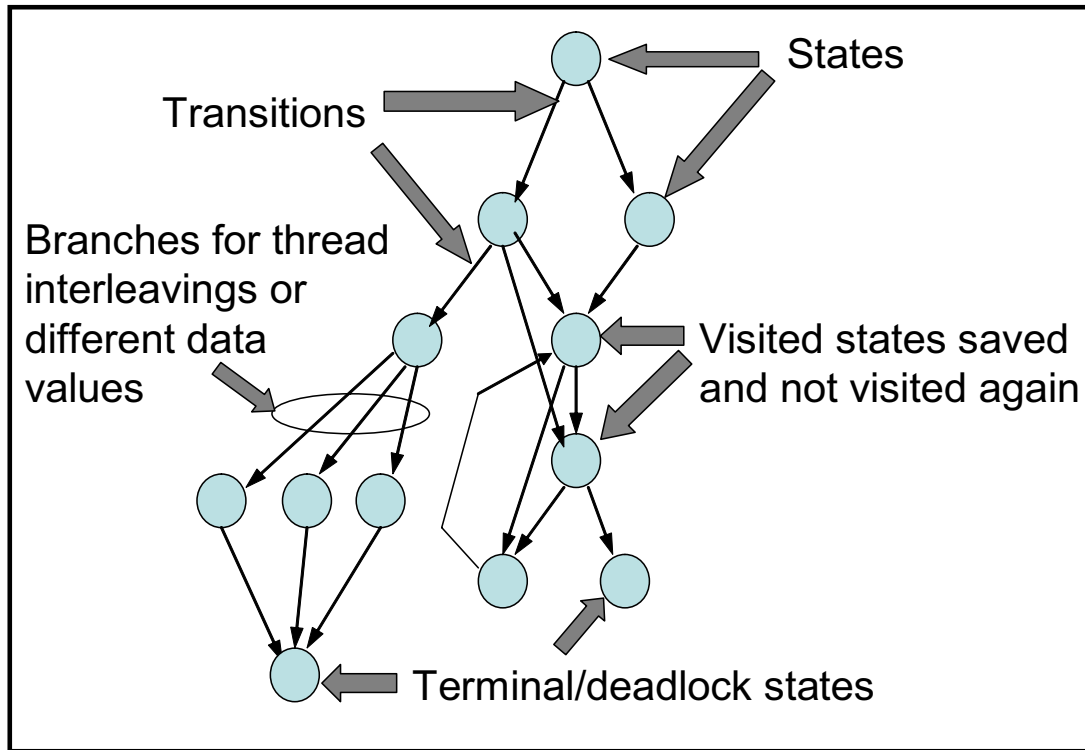 States
Transitions
Branches for thread
interleavings or
different data
values
Visited states saved
and not visited again
Terminal/deadlock states